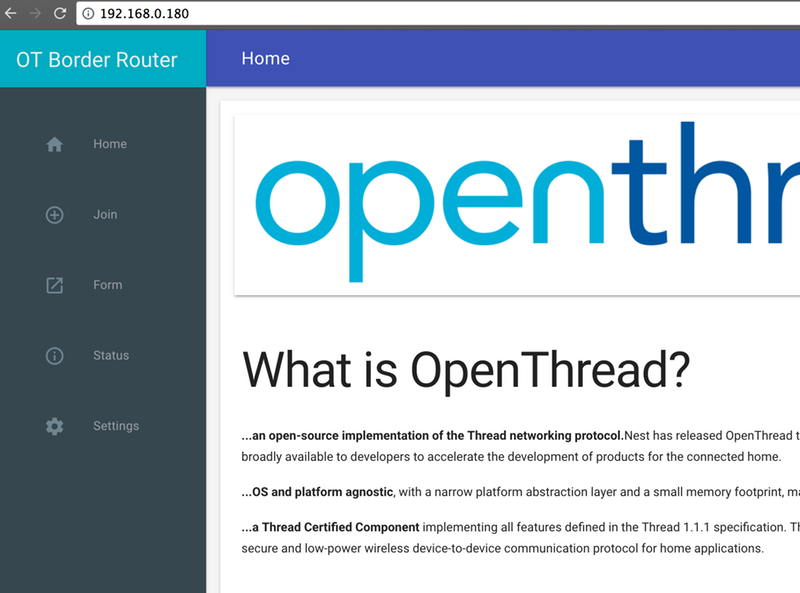 192.168.0.180
OT Border Router
Home
Home
Join
Form
Status
Settings
openthr
What is OpenThread?
...an open-source implementation of the Thread networking protocol.Nest has released OpenThread t
broadly available to developers to accelerate the development of products for the connected home.
...OS and platform agnostic, with a narrow platform abstraction layer and a small memory footprint, ma
...a Thread Certified Component implementing all features defined in the Thread 1.1.1 specification. Th
secure and low-power wireless device-to-device communication protocol for home applications.